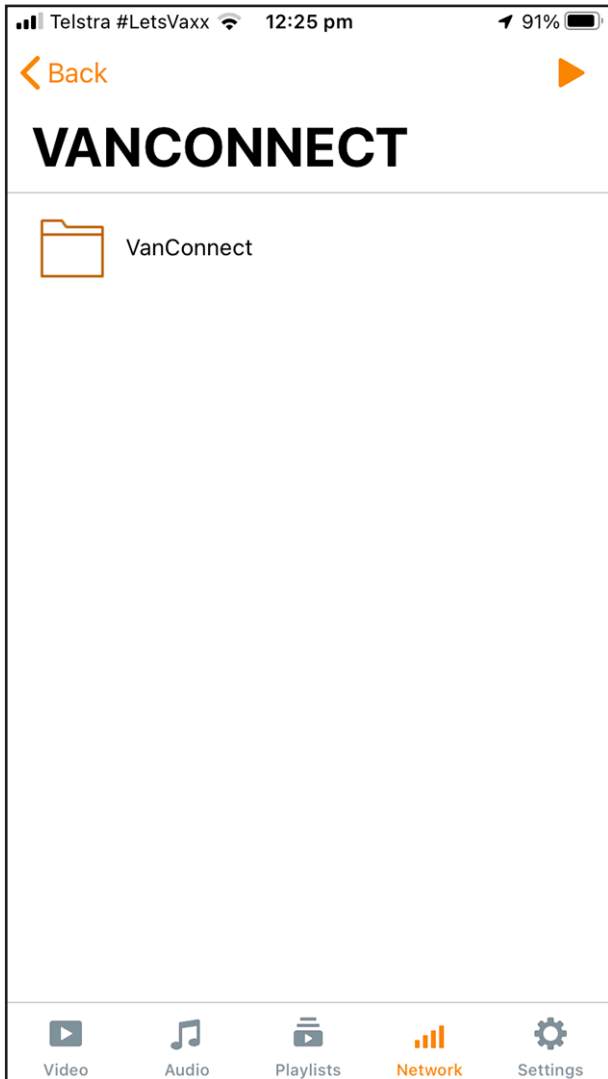 Telstra #LetsVaxx 12:25 pm 91%
Back
VANCONNECT
VanConnect
Video Audio Playlists Network Settings